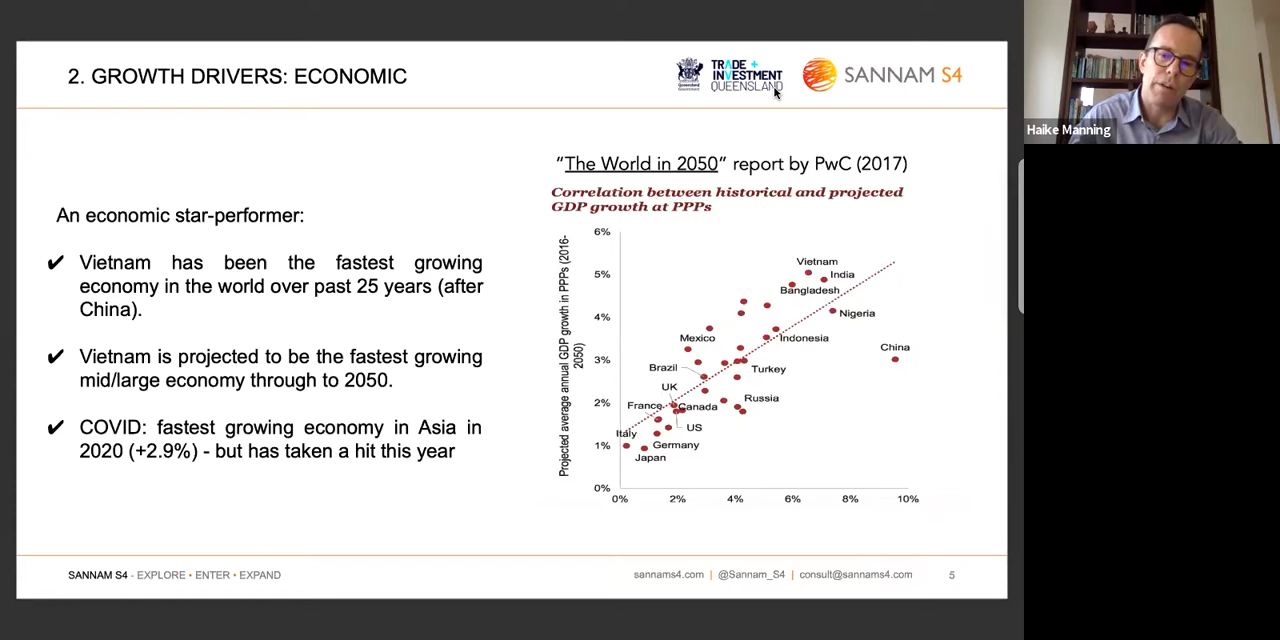 2. GROWTH DRIVERS: ECONOMIC
TRADE +
INVESTMENT
QUEENSLAND
Queensland
Government
SANNAM S4
Haike Manning
An economic star-performer:
✔ Vietnam has been the fastest growing
economy in the world over past 25 years (after
China).
✔ Vietnam is projected to be the fastest growing
mid/large economy through to 2050.
✔ COVID: fastest growing economy in Asia in
2020 (+2.9%) - but has taken a hit this year
"The World in 2050" report by PwC (2017)
Correlation between historical and projected
GDP growth at PPPs
Projected average annual GDP growth in PPPs (2016-
2050)
6%
5%
4%
3%
2%
1%
0%
Vietnam
India
Bangladesh
Nigeria
Mexico
Indonesia
China
Brazil
Turkey
UK
France
Canada
Russia
US
Italy
Germany
Japan
0% 2% 4% 6% 8% 10%
SANNAM S4 - EXPLORE • ENTER • EXPAND
sannams4.com | @Sannam_S4 | consult@sannams4.com 5